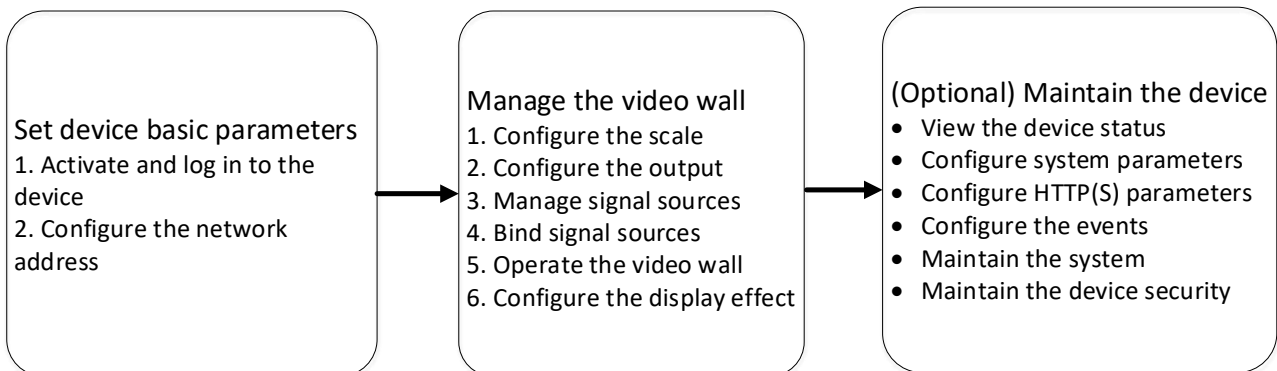 Set device basic parameters
1. Activate and log in to the
device
2. Configure the network
address
Manage the video wall
1. Configure the scale
2. Configure the output
3. Manage signal sources
4. Bind signal sources
5. Operate the video wall
6. Configure the display effect
(Optional) Maintain the device
• View the device status
• Configure system parameters
• Configure HTTP(S) parameters
• Configure the events
• Maintain the system
• Maintain the device security